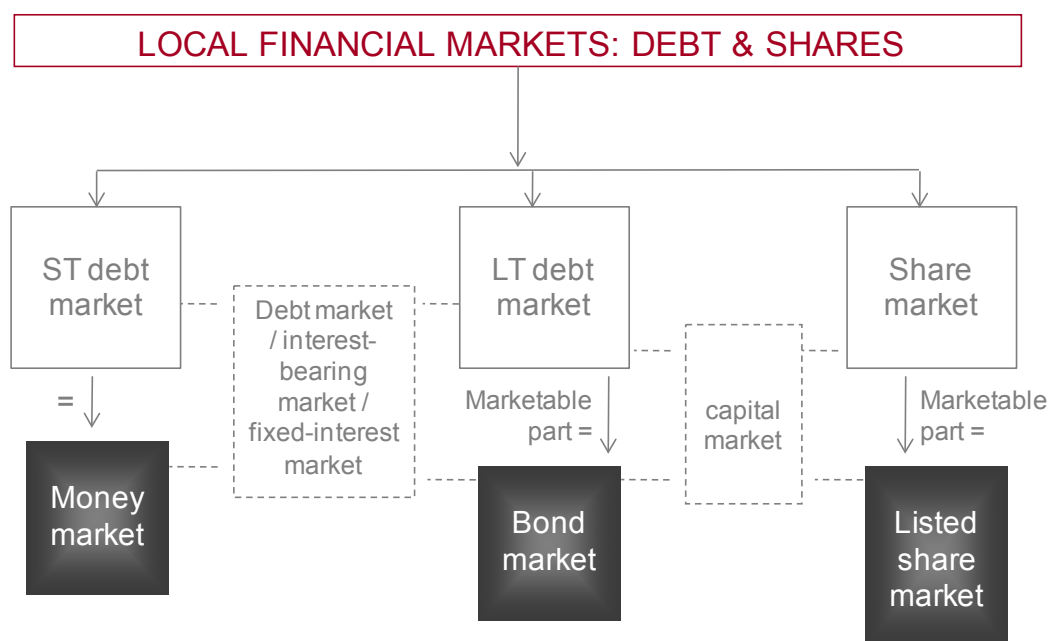 LOCAL FINANCIAL MARKETS: DEBT & SHARES
ST debt
market
LT debt
market
Share
market
Debt market
/ interest-
bearing
market /
fixed-interest
market
capital
market
=
Marketable
part =
Marketable
part =
Money
market
Bond
market
Listed
share
market